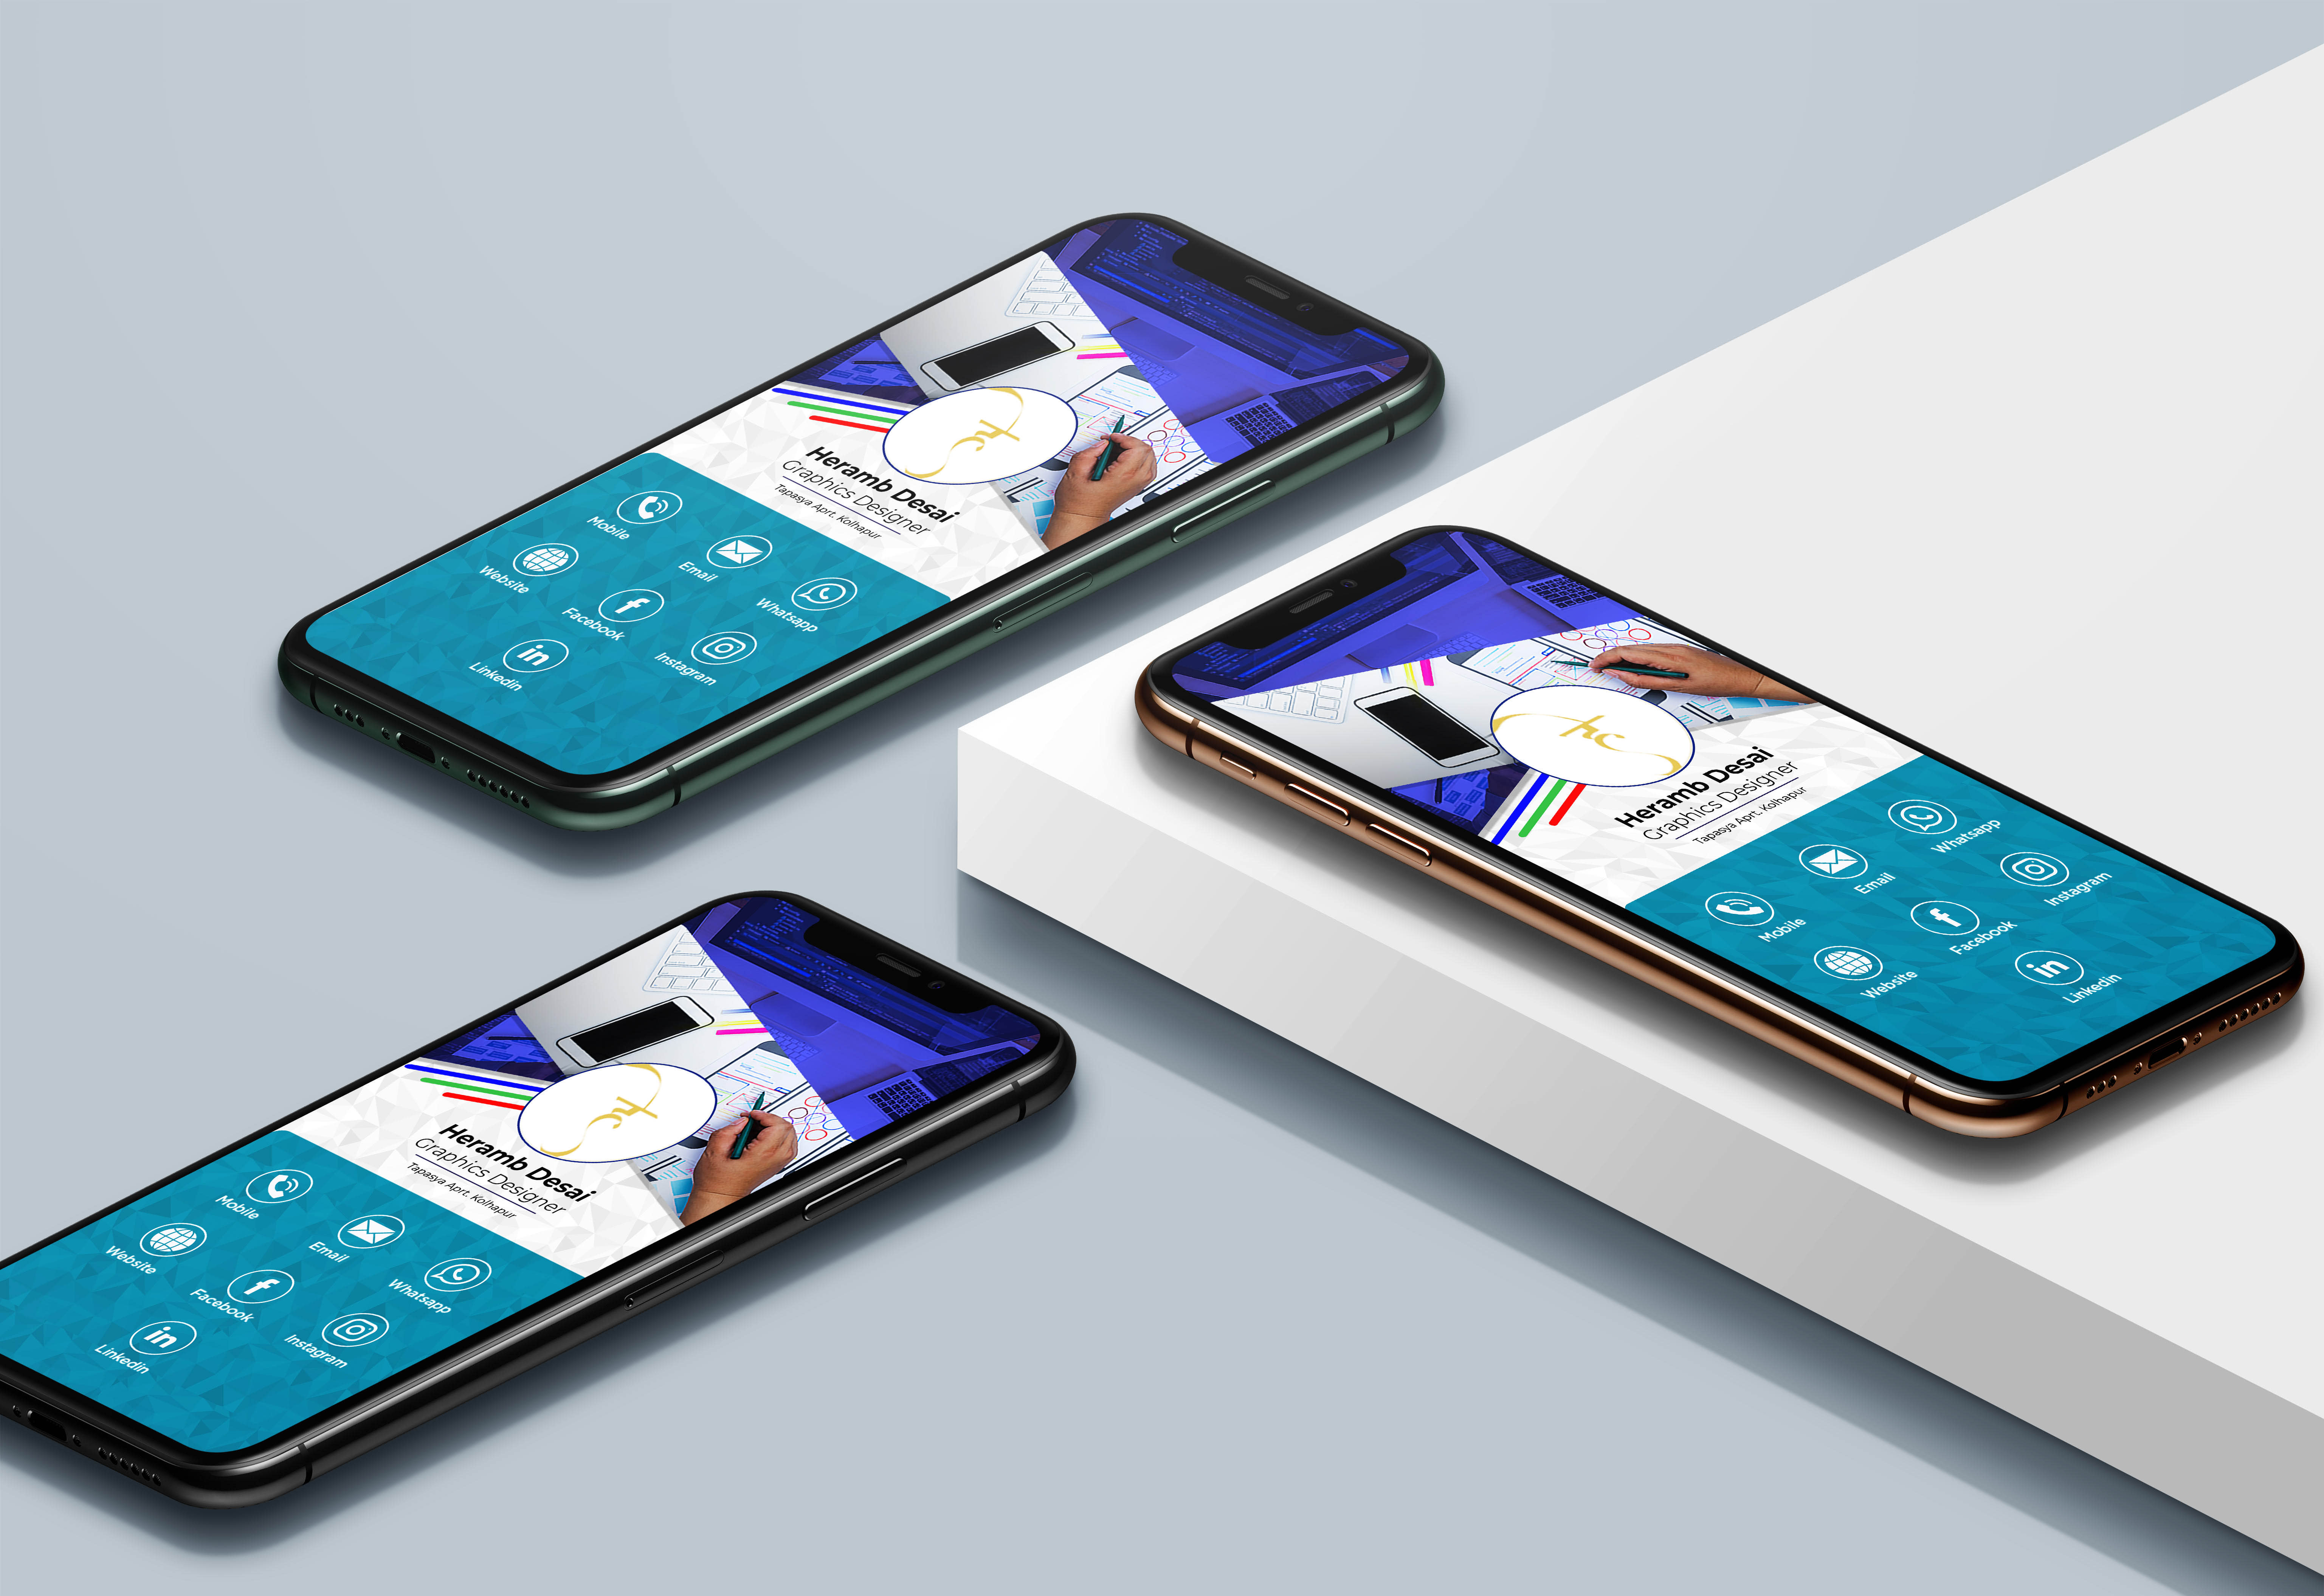 Heramb Desai
Graphics Designer
Tapasya Aprt. Kolhapur
Mobile
Email
Whatsapp
Website
Facebook
Instagram
Linkedin
Heramb Desai
Graphics Designer
Tapasya Aprt. Kolhapur
Mobile
Email
Whatsapp
Website
Facebook
Instagram
Linkedin
Heramb Desai
Graphics Designer
Tapasya Aprt. Kolhapur
Mobile
Email
Whatsapp
Website
Facebook
Instagram
Linkedin